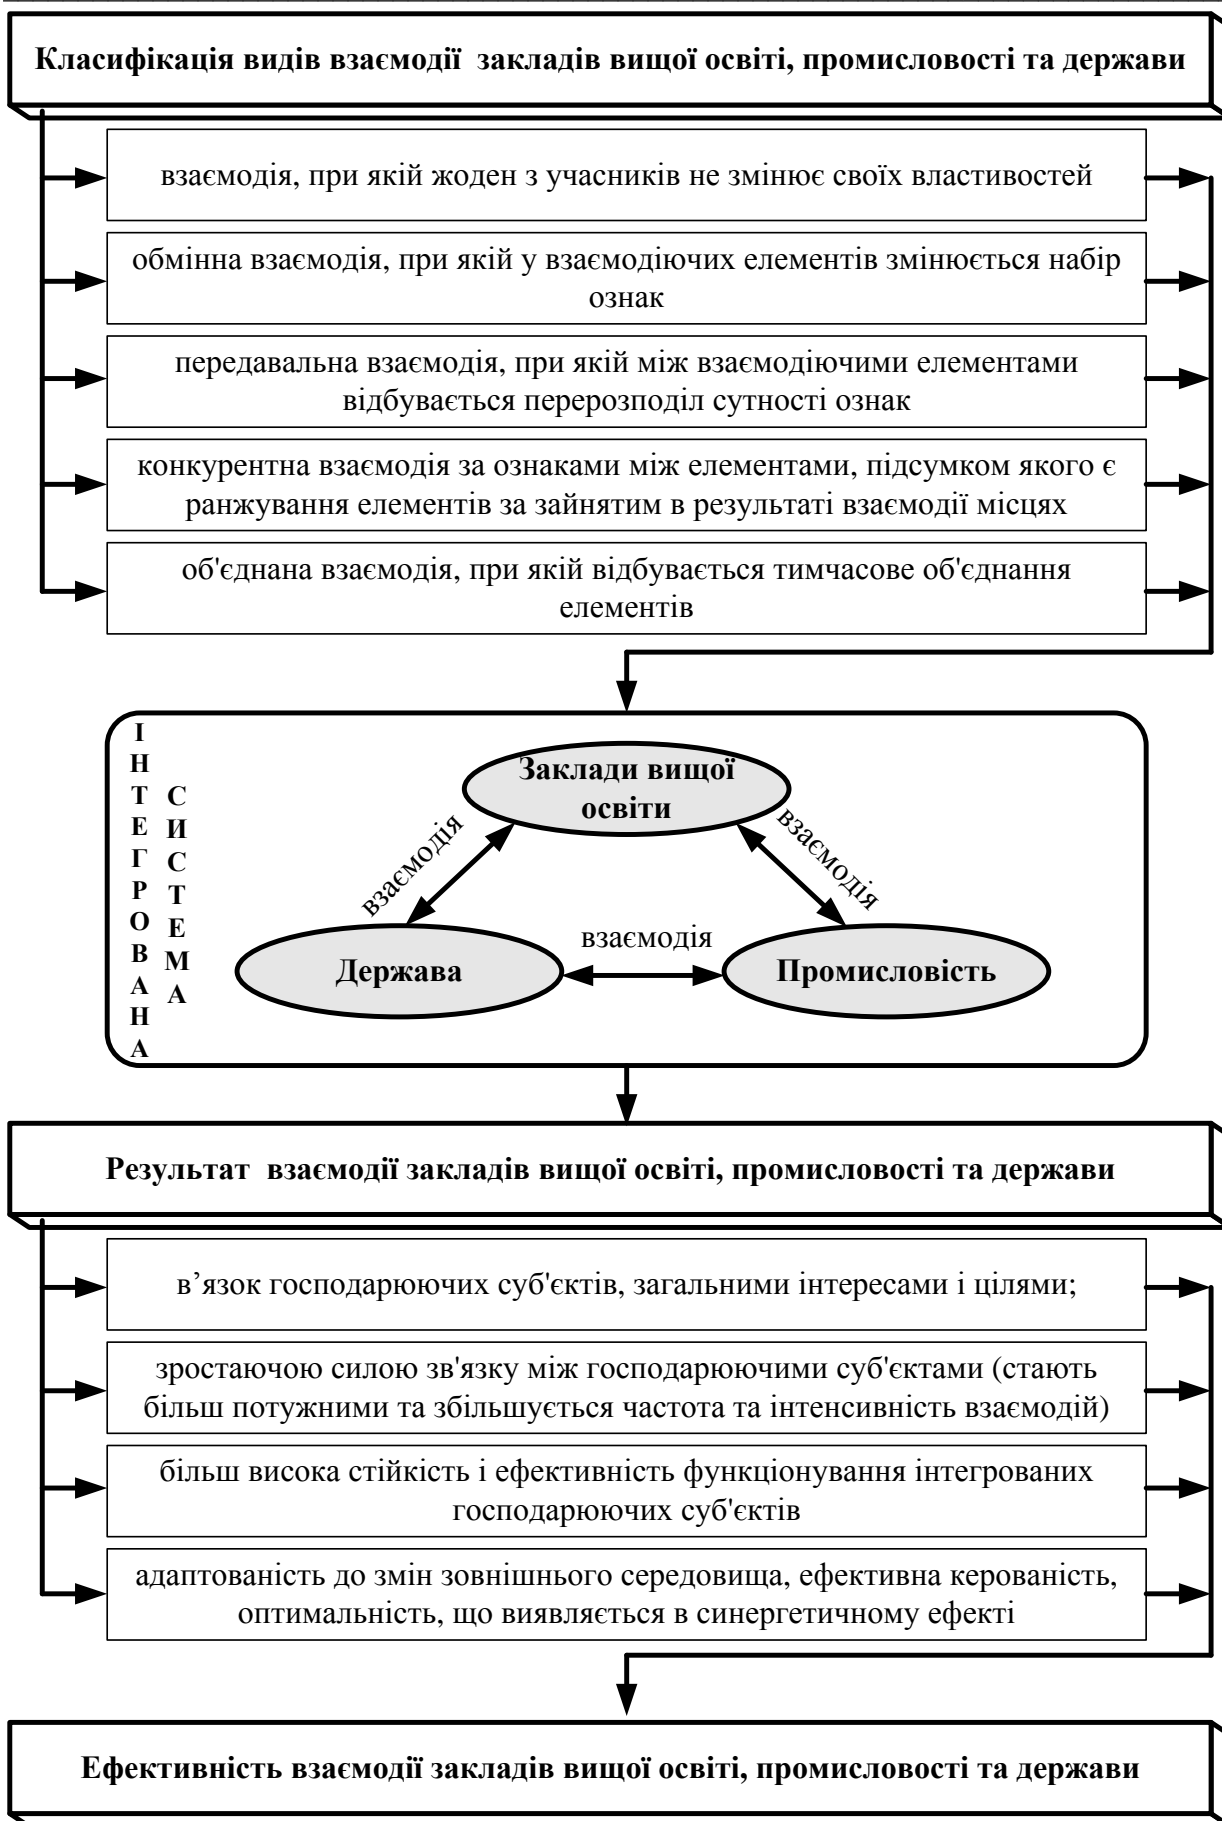 Класифікація видів взаємодії закладів вищої освіті, промисловості та держави
взаємодія, при якій жоден з учасників не змінює своїх властивостей
обмінна взаємодія, при якій у взаємодіючих елементів змінюється набір
ознак
передавальна взаємодія, при якій між взаємодіючими елементами
відбувається перерозподіл сутності ознак
конкурентна взаємодія за ознаками між елементами, підсумком якого є
ранжування елементів за зайнятим в результаті взаємодії місцях
об'єднана взаємодія, при якій відбувається тимчасове об'єднання
елементів
ІНТЕГРОВАНА
СИСТЕМА
Заклади вищої
освіти
взаємодія
взаємодія
взаємодія
Держава
Промисловість
Результат взаємодії закладів вищої освіті, промисловості та держави
в’язок господарюючих суб'єктів, загальними інтересами і цілями;
зростаючою силою зв'язку між господарюючими суб'єктами (стають
більш потужними та збільшується частота та інтенсивність взаємодій)
більш висока стійкість і ефективність функціонування інтегрованих
господарюючих суб'єктів
адаптованість до змін зовнішнього середовища, ефективна керованість,
оптимальність, що виявляється в синергетичному ефекті
Ефективність взаємодії закладів вищої освіті, промисловості та держави